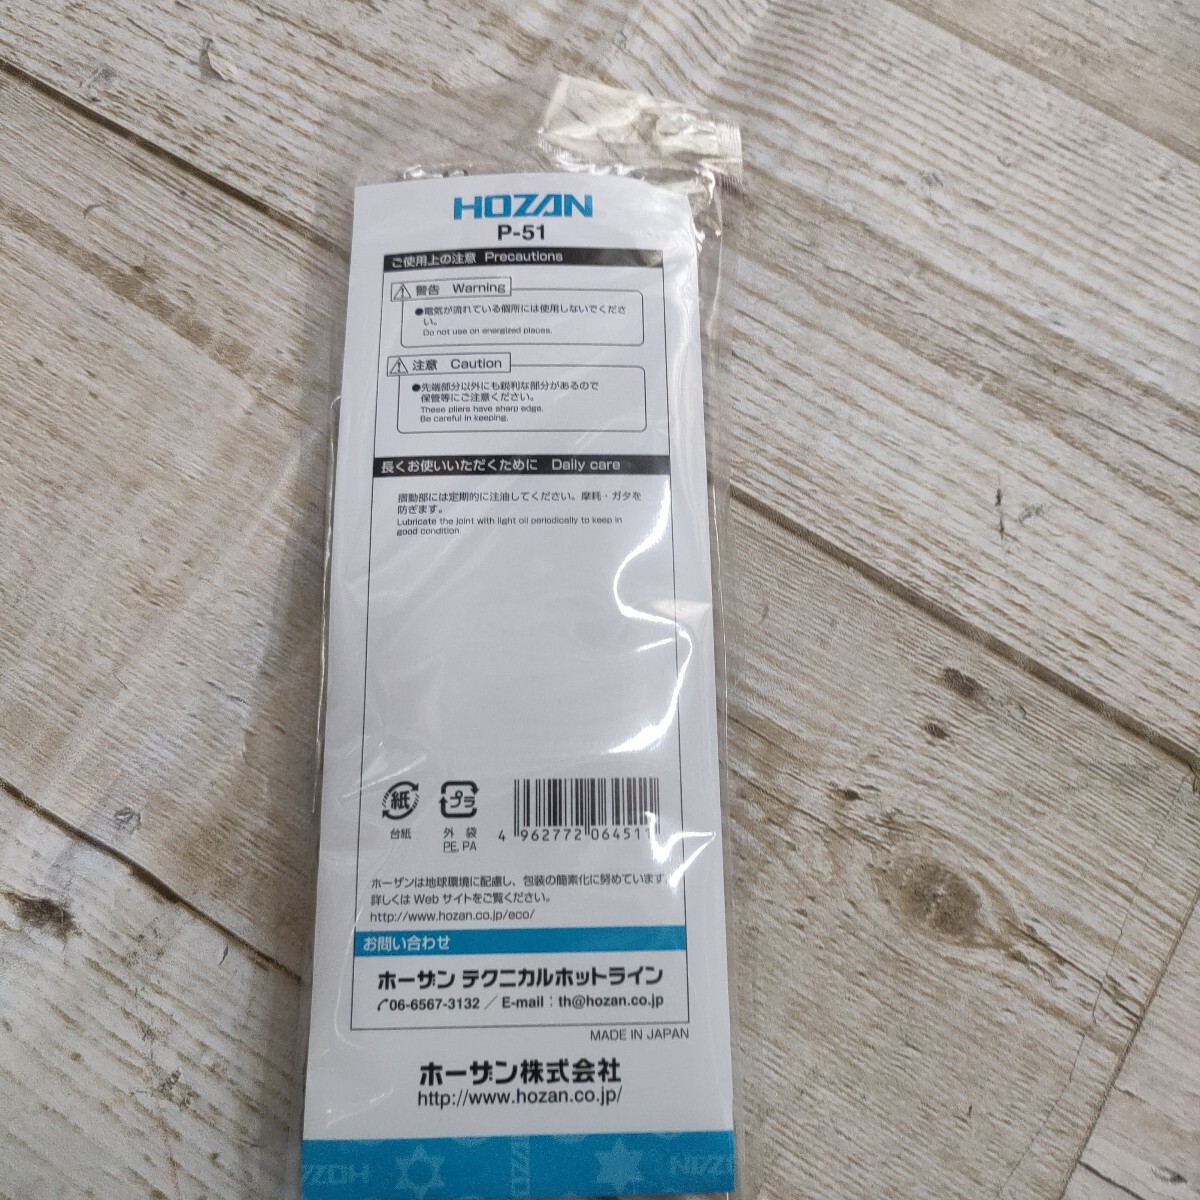 HOZAN
P-51
ご使用上の注意 Precautions
警告 Warning
●電気が流れている個所には使用しないでくださ
い。
Do not use on energized places.
注意 Caution
●先端部分以外にも鋭利な部分があるので
保管等にご注意ください。
These pliers have sharp edge.
Be careful in keeping.
長くお使いいただくために Daily care
摺動部には定期的に注油してください。摩耗・ガタを
防ぎます。
Lubricate the joint with light oil periodically to keep in
good condition.
紙
プラ
台紙
外 袋
PE, PA
4 962772 064511
ホーザンは地球環境に配慮し、包装の簡素化に努めています
詳しくは Web サイトをご覧ください。
http://www.hozan.co.jp/eco/
お問い合わせ
ホーザン テクニカルホットライン
06-6567-3132 / E-mail : th@hozan.co.jp
MADE IN JAPAN
ホーザン株式会社
http://www.hozan.co.jp/